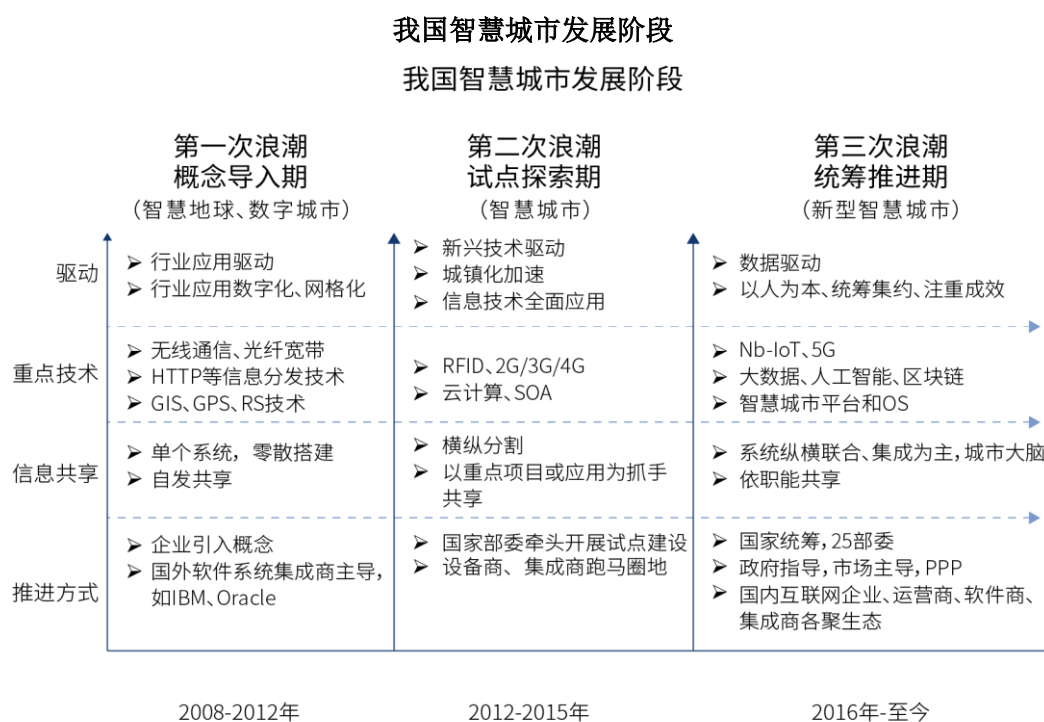 我国智慧城市发展阶段
我国智慧城市发展阶段
第一次浪潮
概念导入期
（智慧地球、数字城市）
第二次浪潮
试点探索期
（智慧城市）
第三次浪潮
统筹推进期
（新型智慧城市）
驱动
➢ 行业应用驱动
➢ 行业应用数字化、网格化
➢ 新兴技术驱动
➢ 城镇化加速
➢ 信息技术全面应用
➢ 数据驱动
➢ 以人为本、统筹集约、注重成效
重点技术
➢ 无线通信、光纤宽带
➢ HTTP等信息分发技术
➢ GIS、GPS、RS技术
➢ RFID、2G/3G/4G
➢ 云计算、SOA
➢ Nb-IoT、5G
➢ 大数据、人工智能、区块链
➢ 智慧城市平台和OS
信息共享
➢ 单个系统，零散搭建
➢ 自发共享
➢ 横纵分割
➢ 以重点项目或应用为抓手
共享
➢ 系统纵横联合、集成为主，城市大脑
➢ 依职能共享
推进方式
➢ 企业引入概念
➢ 国外软件系统集成商主导，
如IBM、Oracle
➢ 国家部委牵头开展试点建设
➢ 设备商、集成商跑马圈地
➢ 国家统筹，25部委
➢ 政府指导，市场主导，PPP
➢ 国内互联网企业、运营商、软件商、
集成商各聚生态
2008-2012年
2012-2015年
2016年-至今